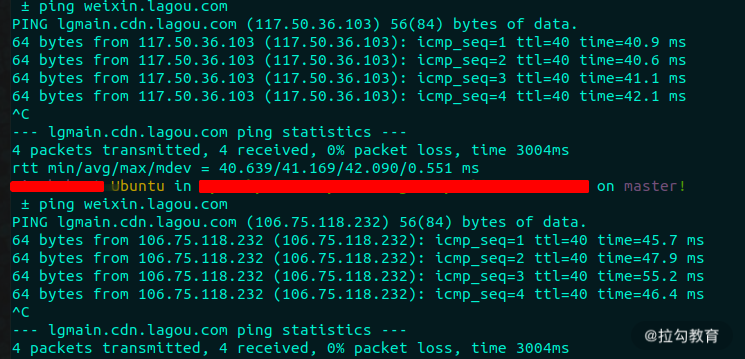 ± ping weixin.lagou.com
PING lgmain.cdn.lagou.com (117.50.36.103) 56(84) bytes of data.
64 bytes from 117.50.36.103 (117.50.36.103): icmp_seq=1 ttl=40 time=40.9 ms
64 bytes from 117.50.36.103 (117.50.36.103): icmp_seq=2 ttl=40 time=40.6 ms
64 bytes from 117.50.36.103 (117.50.36.103): icmp_seq=3 ttl=40 time=41.1 ms
64 bytes from 117.50.36.103 (117.50.36.103): icmp_seq=4 ttl=40 time=42.1 ms
^C
--- lgmain.cdn.lagou.com ping statistics ---
4 packets transmitted, 4 received, 0% packet loss, time 3004ms
rtt min/avg/max/mdev = 40.639/41.169/42.090/0.551 ms
Ubuntu in on master!
± ping weixin.lagou.com
PING lgmain.cdn.lagou.com (106.75.118.232) 56(84) bytes of data.
64 bytes from 106.75.118.232 (106.75.118.232): icmp_seq=1 ttl=40 time=45.7 ms
64 bytes from 106.75.118.232 (106.75.118.232): icmp_seq=2 ttl=40 time=47.9 ms
64 bytes from 106.75.118.232 (106.75.118.232): icmp_seq=3 ttl=40 time=55.2 ms
64 bytes from 106.75.118.232 (106.75.118.232): icmp_seq=4 ttl=40 time=46.4 ms
^C
--- lgmain.cdn.lagou.com ping statistics ---
4 packets transmitted, 4 received, 0% packet loss, time 3004ms
@拉勾教育